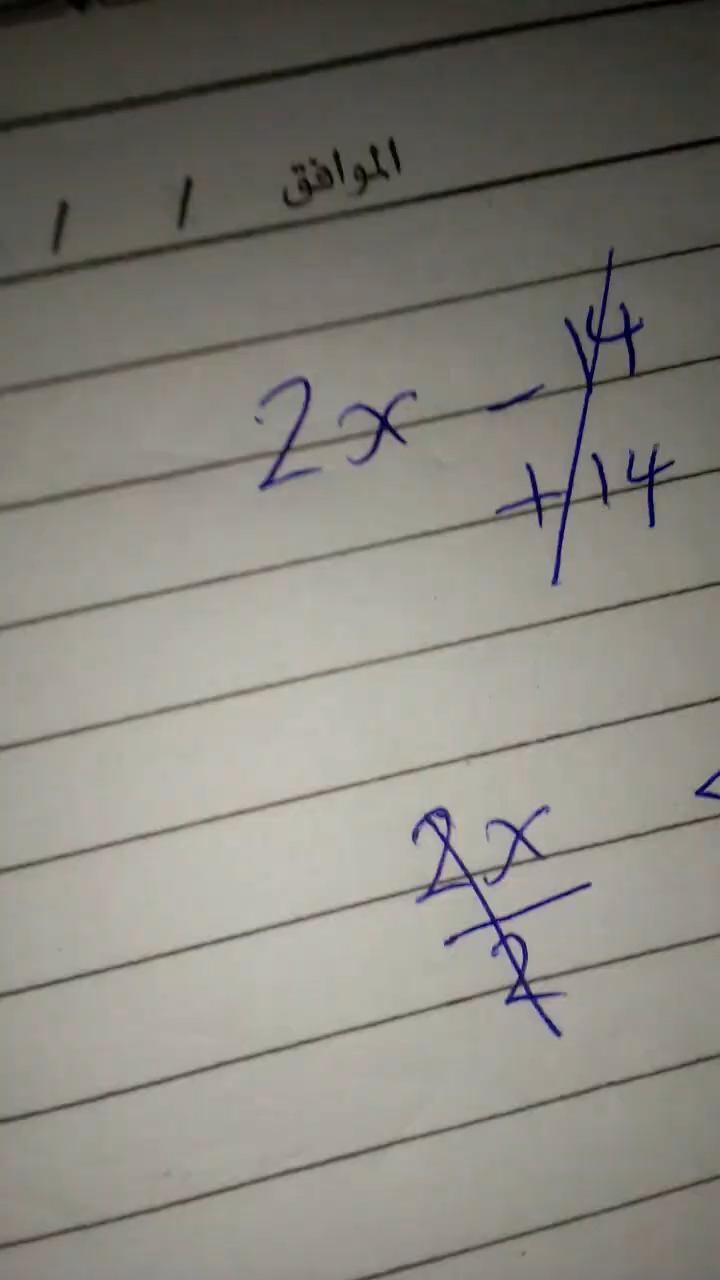 الموافق / /
2x - 14
+ 14
2x <
2